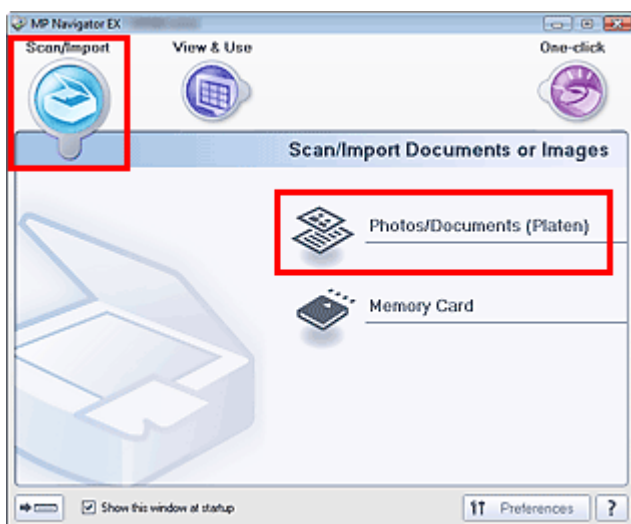 MP Navigator EX
Scan/Import
View & Use
One-click
Scan/Import Documents or Images
Photos/Documents (Platen)
Memory Card
Show this window at startup
Preferences
?